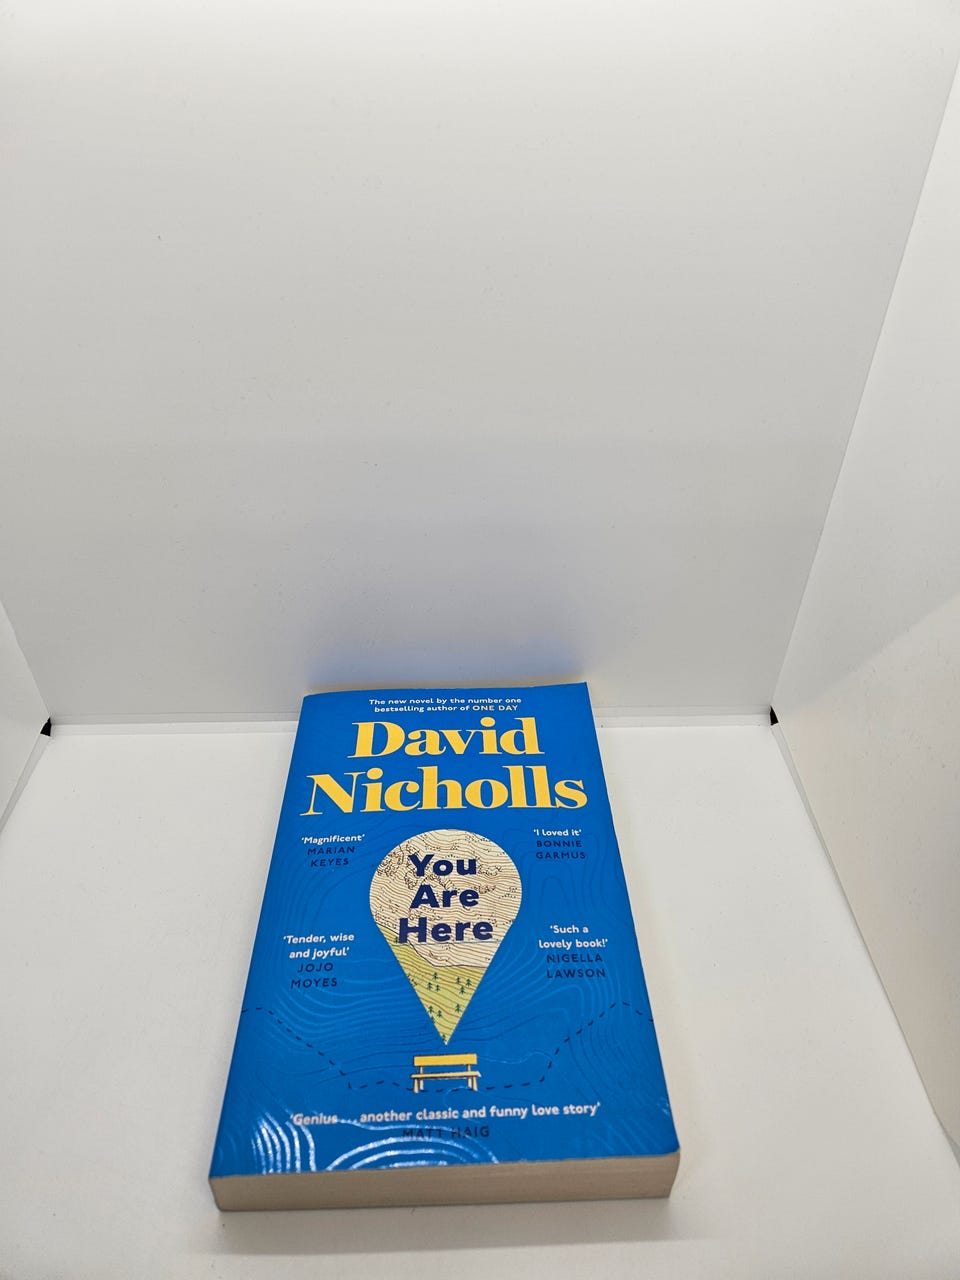 The new novel by the number one
bestselling author of ONE DAY
David
Nicholls
'Magnificent'
MARIAN
KEYES
'I loved it'
BONNIE
GARMUS
You
Are
Here
'Tender, wise
and joyful'
JOJO
MOYES
'Such a
lovely book!'
NIGELLA
LAWSON
'Genius... another classic and funny love story'
MATT HAIG